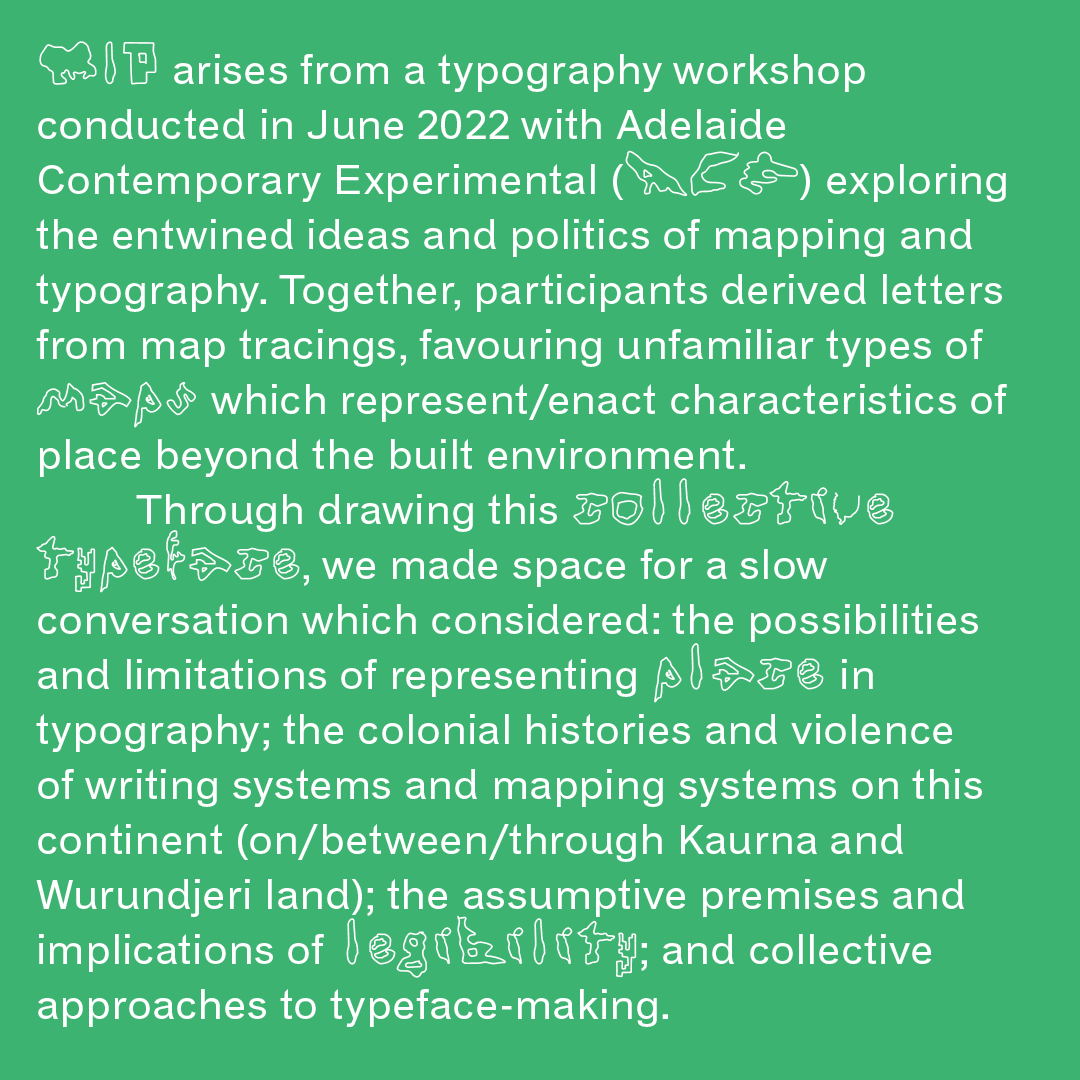 WIP arises from a typography workshop
conducted in June 2022 with Adelaide
Contemporary Experimental (ACE) exploring
the entwined ideas and politics of mapping and
typography. Together, participants derived letters
from map tracings, favouring unfamiliar types of
maps which represent/enact characteristics of
place beyond the built environment.
Through drawing this collective
typeface, we made space for a slow
conversation which considered: the possibilities
and limitations of representing place in
typography; the colonial histories and violence
of writing systems and mapping systems on this
continent (on/between/through Kaurna and
Wurundjeri land); the assumptive premises and
implications of legibility; and collective
approaches to typeface-making.